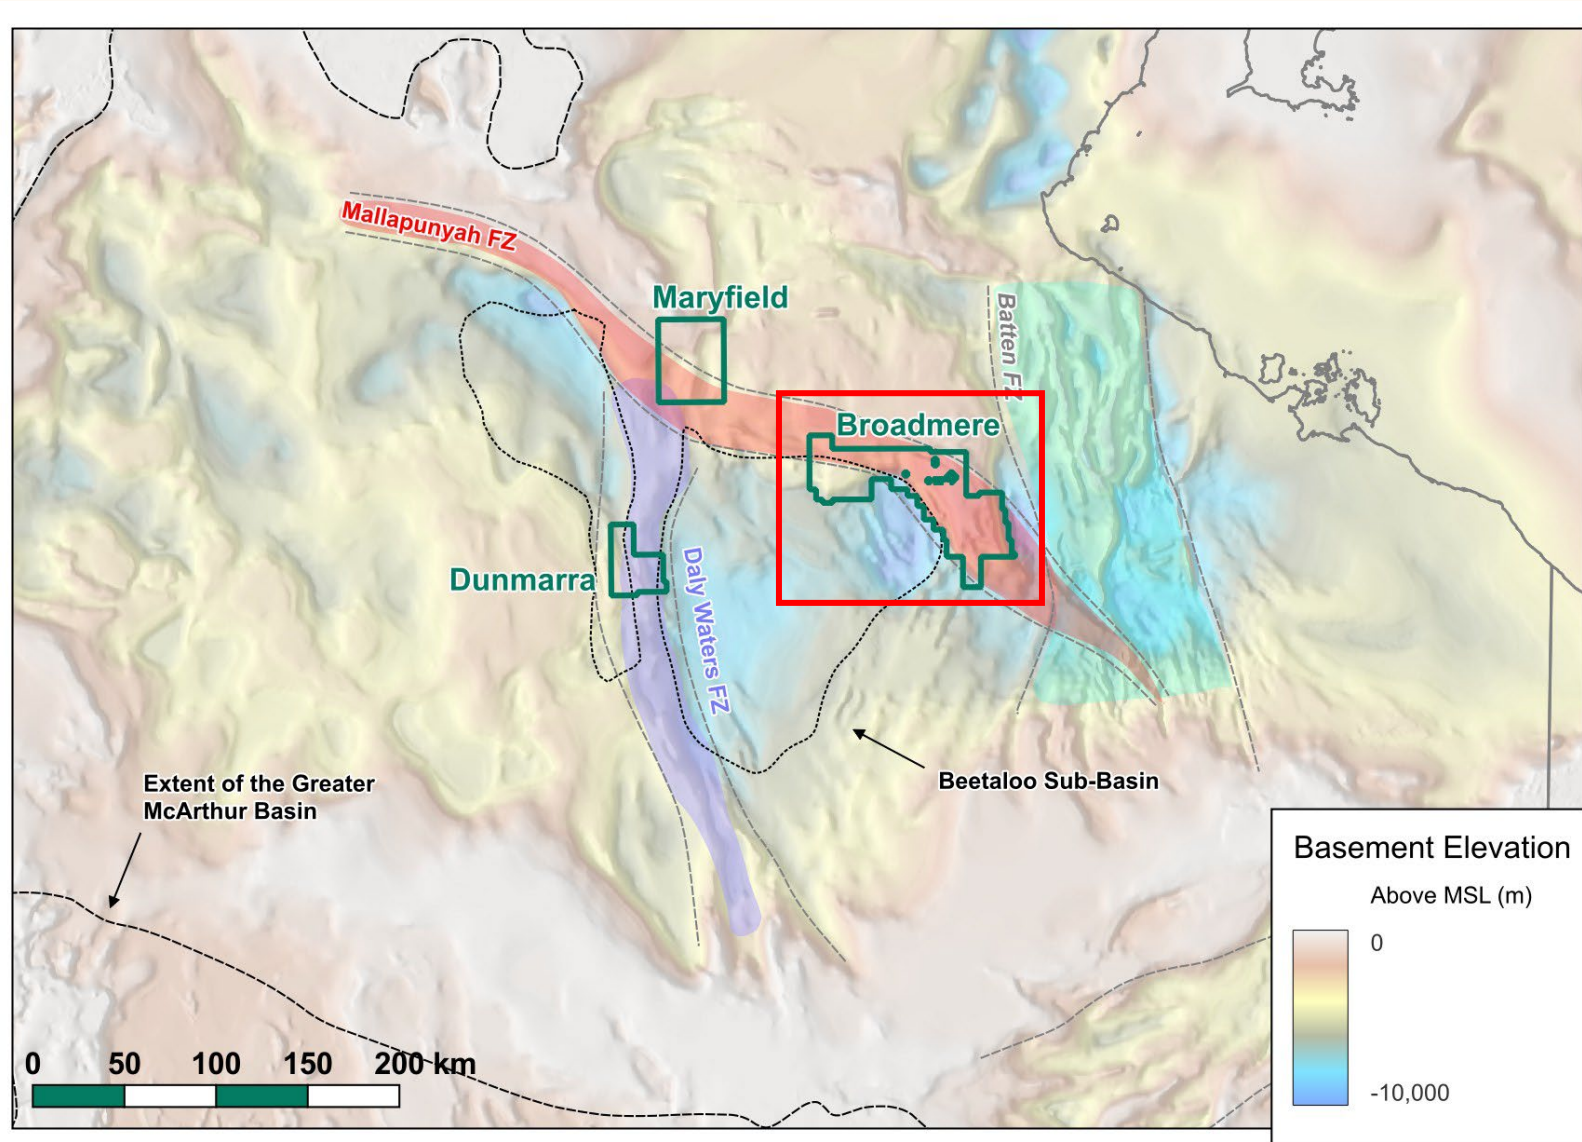 Mallapunyah FZ
Maryfield
Batten FZ
Broadmere
Dunmarra
Daly Waters FZ
Beetaloo Sub-Basin
Extent of the Greater
McArthur Basin
Basement Elevation
Above MSL (m)
0
-10,000
0 50 100 150 200 km